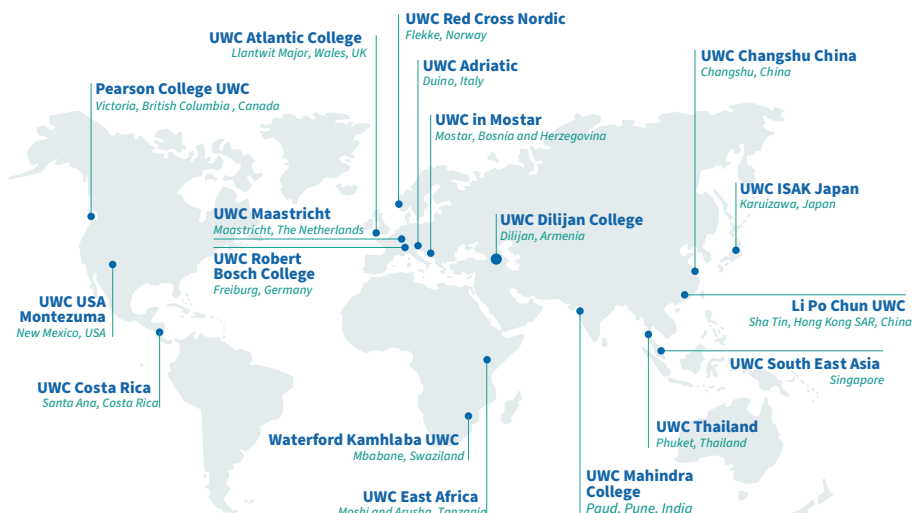 UWC Red Cross Nordic
Flekke, Norway
UWC Atlantic College
Llantwit Major, Wales, UK
UWC Changshu China
Changshu, China
UWC Adriatic
Duino, Italy
Pearson College UWC
Victoria, British Columbia , Canada
UWC in Mostar
Mostar, Bosnia and Herzegovina
UWC ISAK Japan
Karuizawa, Japan
UWC Maastricht
Maastricht, The Netherlands
UWC Dilijan College
Dilijan, Armenia
UWC Robert
Bosch College
Freiburg, Germany
UWC USA
Montezuma
New Mexico, USA
Li Po Chun UWC
Sha Tin, Hong Kong SAR, China
UWC South East Asia
Singapore
UWC Costa Rica
Santa Ana, Costa Rica
UWC Thailand
Phuket, Thailand
Waterford Kamhlaba UWC
Mbabane, Swaziland
UWC Mahindra
College
Paud, Pune, India
UWC East Africa
Moshi and Arusha, Tanzania